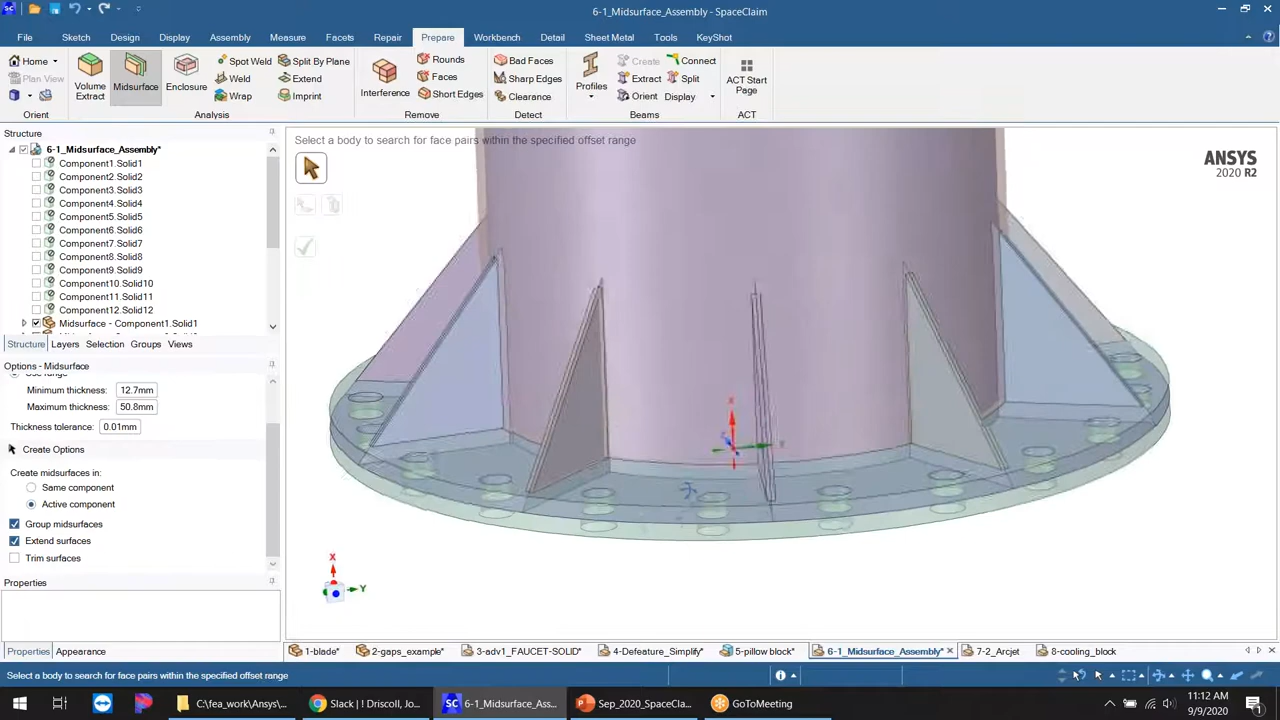 6-1_Midsurface_Assembly - SpaceClaim
File Sketch Design Display Assembly Measure Facets Repair Prepare Workbench Detail Sheet Metal Tools KeyShot
Home
Plan View
Orient
Volume Extract
Midsurface
Enclosure
Spot Weld
Weld
Wrap
Split By Plane
Extend
Imprint
Analysis
Interference
Rounds
Faces
Short Edges
Remove
Bad Faces
Sharp Edges
Clearance
Detect
Profiles
Create
Extract
Orient
Connect
Split
Display
Beams
ACT Start Page
ACT
Structure
6-1_Midsurface_Assembly*
Component1.Solid1
Component2.Solid2
Component3.Solid3
Component4.Solid4
Component5.Solid5
Component6.Solid6
Component7.Solid7
Component8.Solid8
Component9.Solid9
Component10.Solid10
Component11.Solid11
Component12.Solid12
Midsurface - Component1.Solid1
Structure Layers Selection Groups Views
Options - Midsurface
Minimum thickness: 12.7mm
Maximum thickness: 50.8mm
Thickness tolerance: 0.01mm
Create Options
Create midsurfaces in:
Same component
Active component
Group midsurfaces
Extend surfaces
Trim surfaces
Properties
Properties Appearance
Select a body to search for face pairs within the specified offset range
ANSYS
2020 R2
X
Y
1-blade* 2-gaps_example* 3-adv1_FAUCET-SOLID* 4-Defeature_Simplify* 5-pillow block* 6-1_Midsurface_Assembly* 7-2_Arcjet 8-cooling_block
Select a body to search for face pairs within the specified offset range
C:\fea_work\Ansys\... Slack | ! Driscoll, Jo... 6-1_Midsurface_Ass... Sep_2020_SpaceCla... GoToMeeting
11:12 AM
9/9/2020